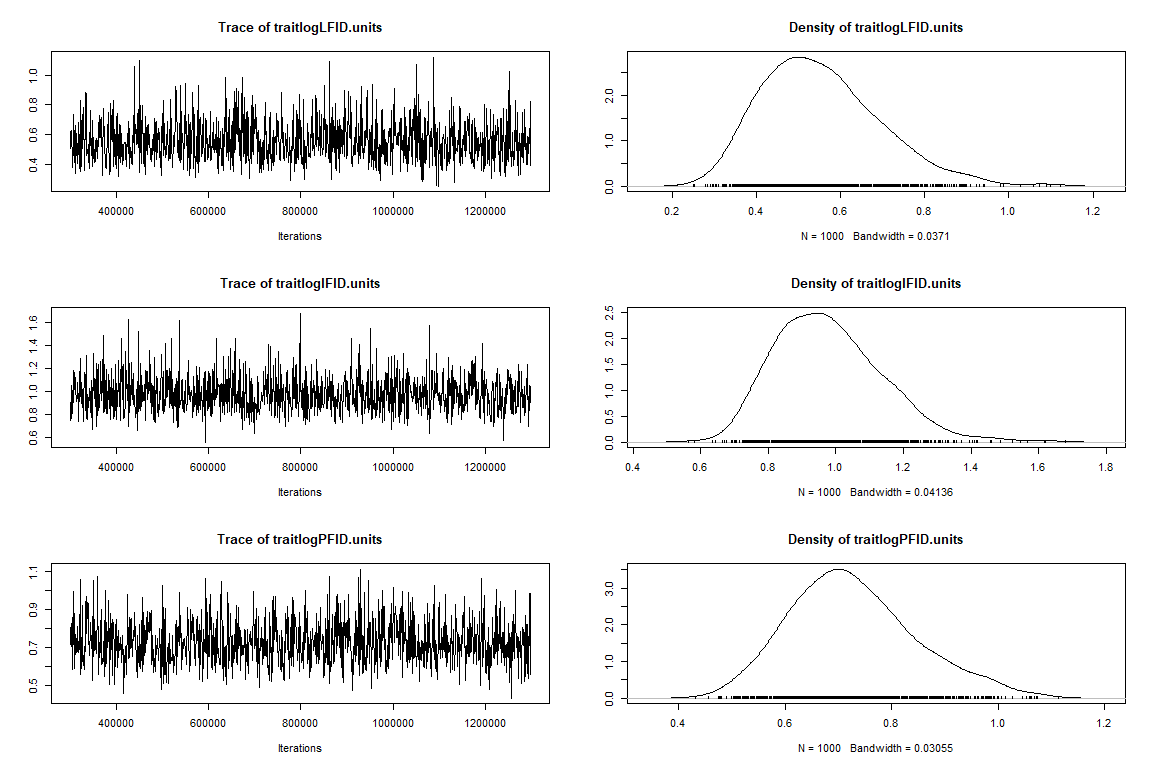 Trace of traitlogLFID.units
1.0
0.8
0.6
0.4
400000 600000 800000 1000000 1200000
Iterations
Density of traitlogLFID.units
2.0
1.0
0.0
0.2 0.4 0.6 0.8 1.0 1.2
N = 1000 Bandwidth = 0.0371
Trace of traitlogIFID.units
1.6
1.4
1.2
1.0
0.8
0.6
400000 600000 800000 1000000 1200000
Iterations
Density of traitlogIFID.units
2.5
2.0
1.5
1.0
0.5
0.0
0.4 0.6 0.8 1.0 1.2 1.4 1.6 1.8
N = 1000 Bandwidth = 0.04136
Trace of traitlogPFID.units
1.1
0.9
0.7
0.5
400000 600000 800000 1000000 1200000
Iterations
Density of traitlogPFID.units
3.0
2.0
1.0
0.0
0.4 0.6 0.8 1.0 1.2
N = 1000 Bandwidth = 0.03055